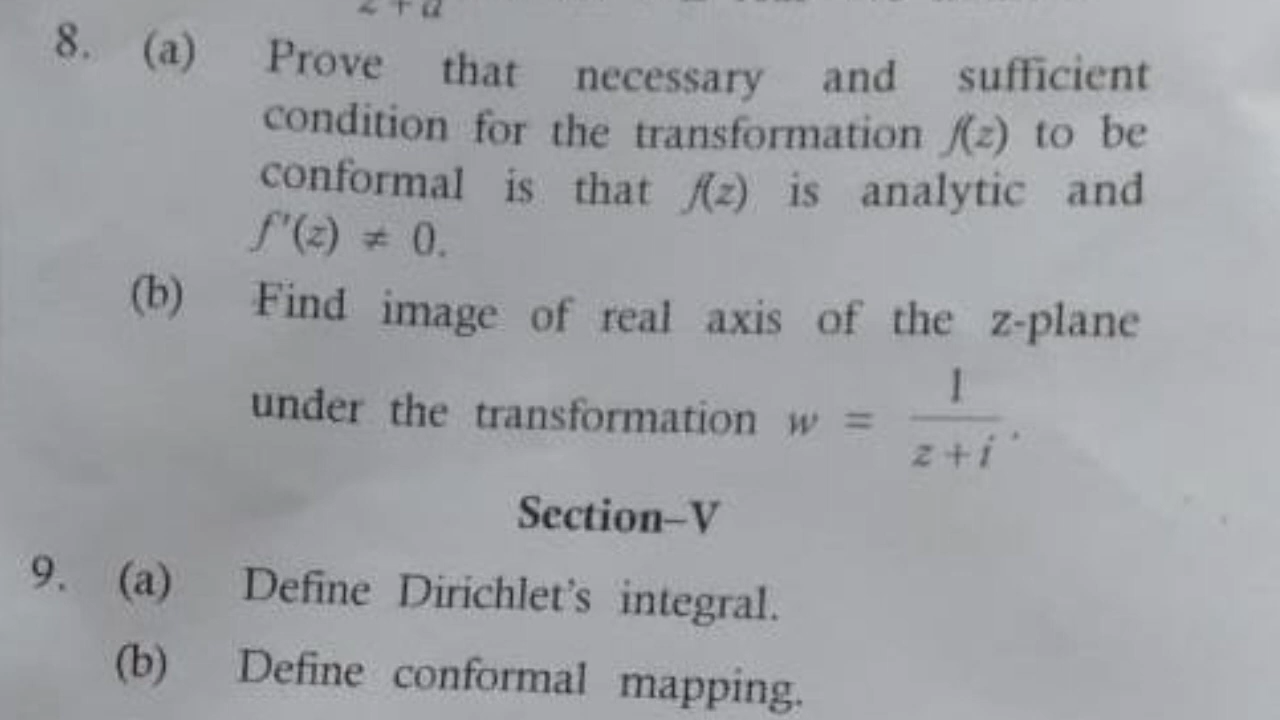 z + a
8. (a) Prove that necessary and sufficient
condition for the transformation f(z) to be
conformal is that f(z) is analytic and
f'(z) ≠ 0.
(b) Find image of real axis of the z-plane
under the transformation w = 1/(z+i).
Section–V
9. (a) Define Dirichlet's integral.
(b) Define conformal mapping.